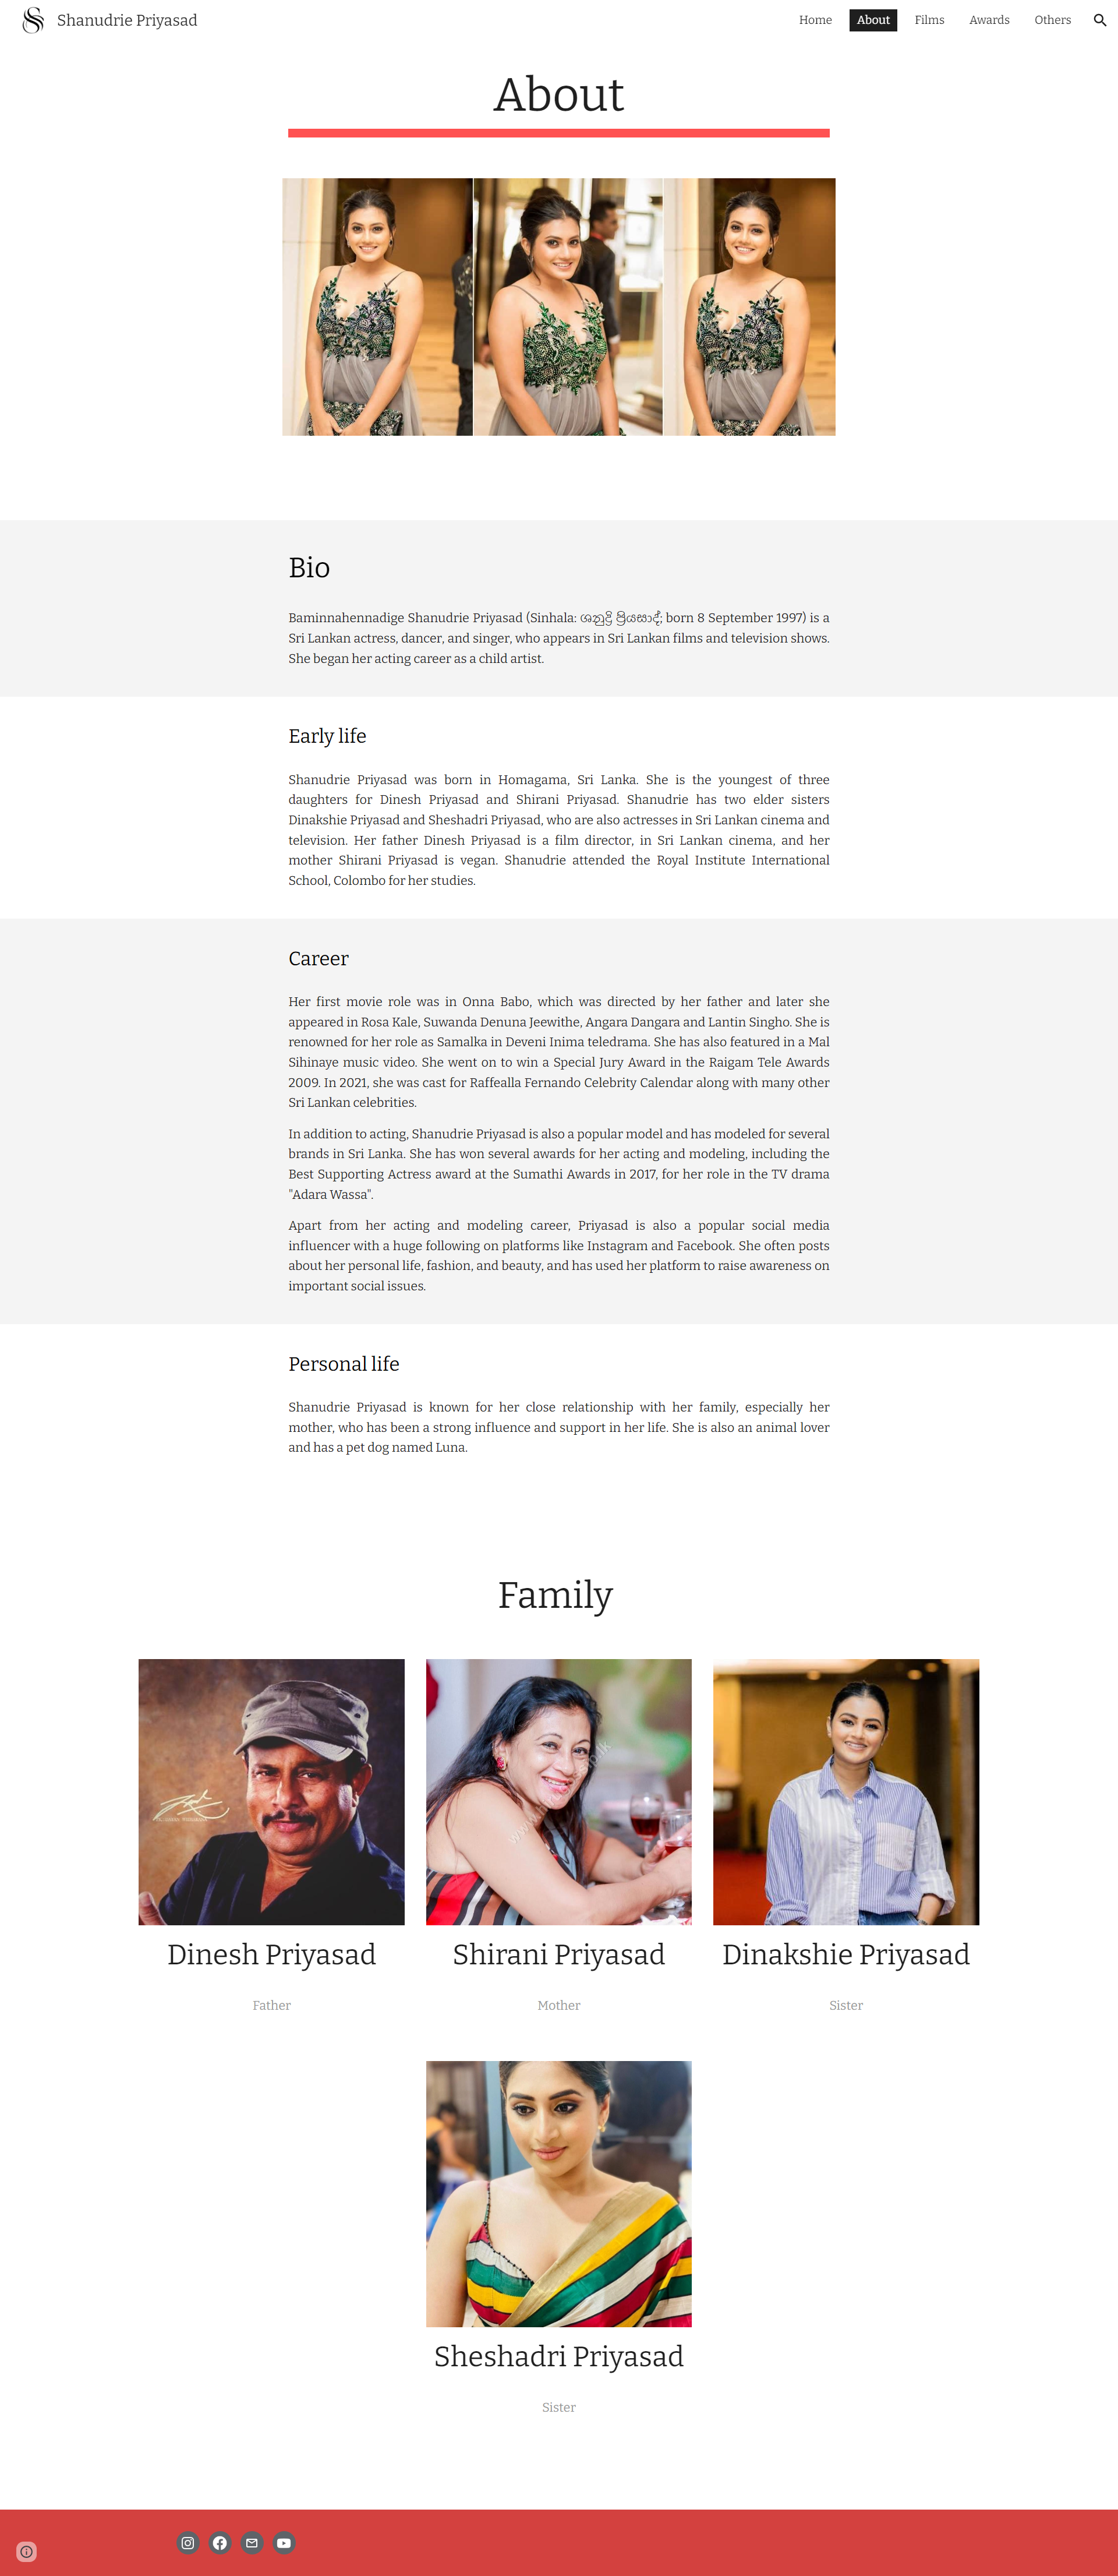 Shanudrie Priyasad
Home
About
Films
Awards
Others
About
Bio
Baminnahennadige Shanudrie Priyasad (Sinhala: ශනුද්‍රි ප්‍රියසාද්; born 8 September 1997) is a
Sri Lankan actress, dancer, and singer, who appears in Sri Lankan films and television shows.
She began her acting career as a child artist.
Early life
Shanudrie Priyasad was born in Homagama, Sri Lanka. She is the youngest of three
daughters for Dinesh Priyasad and Shirani Priyasad. Shanudrie has two elder sisters
Dinakshie Priyasad and Sheshadri Priyasad, who are also actresses in Sri Lankan cinema and
television. Her father Dinesh Priyasad is a film director, in Sri Lankan cinema, and her
mother Shirani Priyasad is vegan. Shanudrie attended the Royal Institute International
School, Colombo for her studies.
Career
Her first movie role was in Onna Babo, which was directed by her father and later she
appeared in Rosa Kale, Suwanda Denuna Jeewithe, Angara Dangara and Lantin Singho. She is
renowned for her role as Samalka in Deveni Inima teledrama. She has also featured in a Mal
Sihinaye music video. She went on to win a Special Jury Award in the Raigam Tele Awards
2009. In 2021, she was cast for Raffealla Fernando Celebrity Calendar along with many other
Sri Lankan celebrities.
In addition to acting, Shanudrie Priyasad is also a popular model and has modeled for several
brands in Sri Lanka. She has won several awards for her acting and modeling, including the
Best Supporting Actress award at the Sumathi Awards in 2017, for her role in the TV drama
"Adara Wassa".
Apart from her acting and modeling career, Priyasad is also a popular social media
influencer with a huge following on platforms like Instagram and Facebook. She often posts
about her personal life, fashion, and beauty, and has used her platform to raise awareness on
important social issues.
Personal life
Shanudrie Priyasad is known for her close relationship with her family, especially her
mother, who has been a strong influence and support in her life. She is also an animal lover
and has a pet dog named Luna.
Family
Dinesh Priyasad
Father
Shirani Priyasad
Mother
Dinakshie Priyasad
Sister
Sheshadri Priyasad
Sister